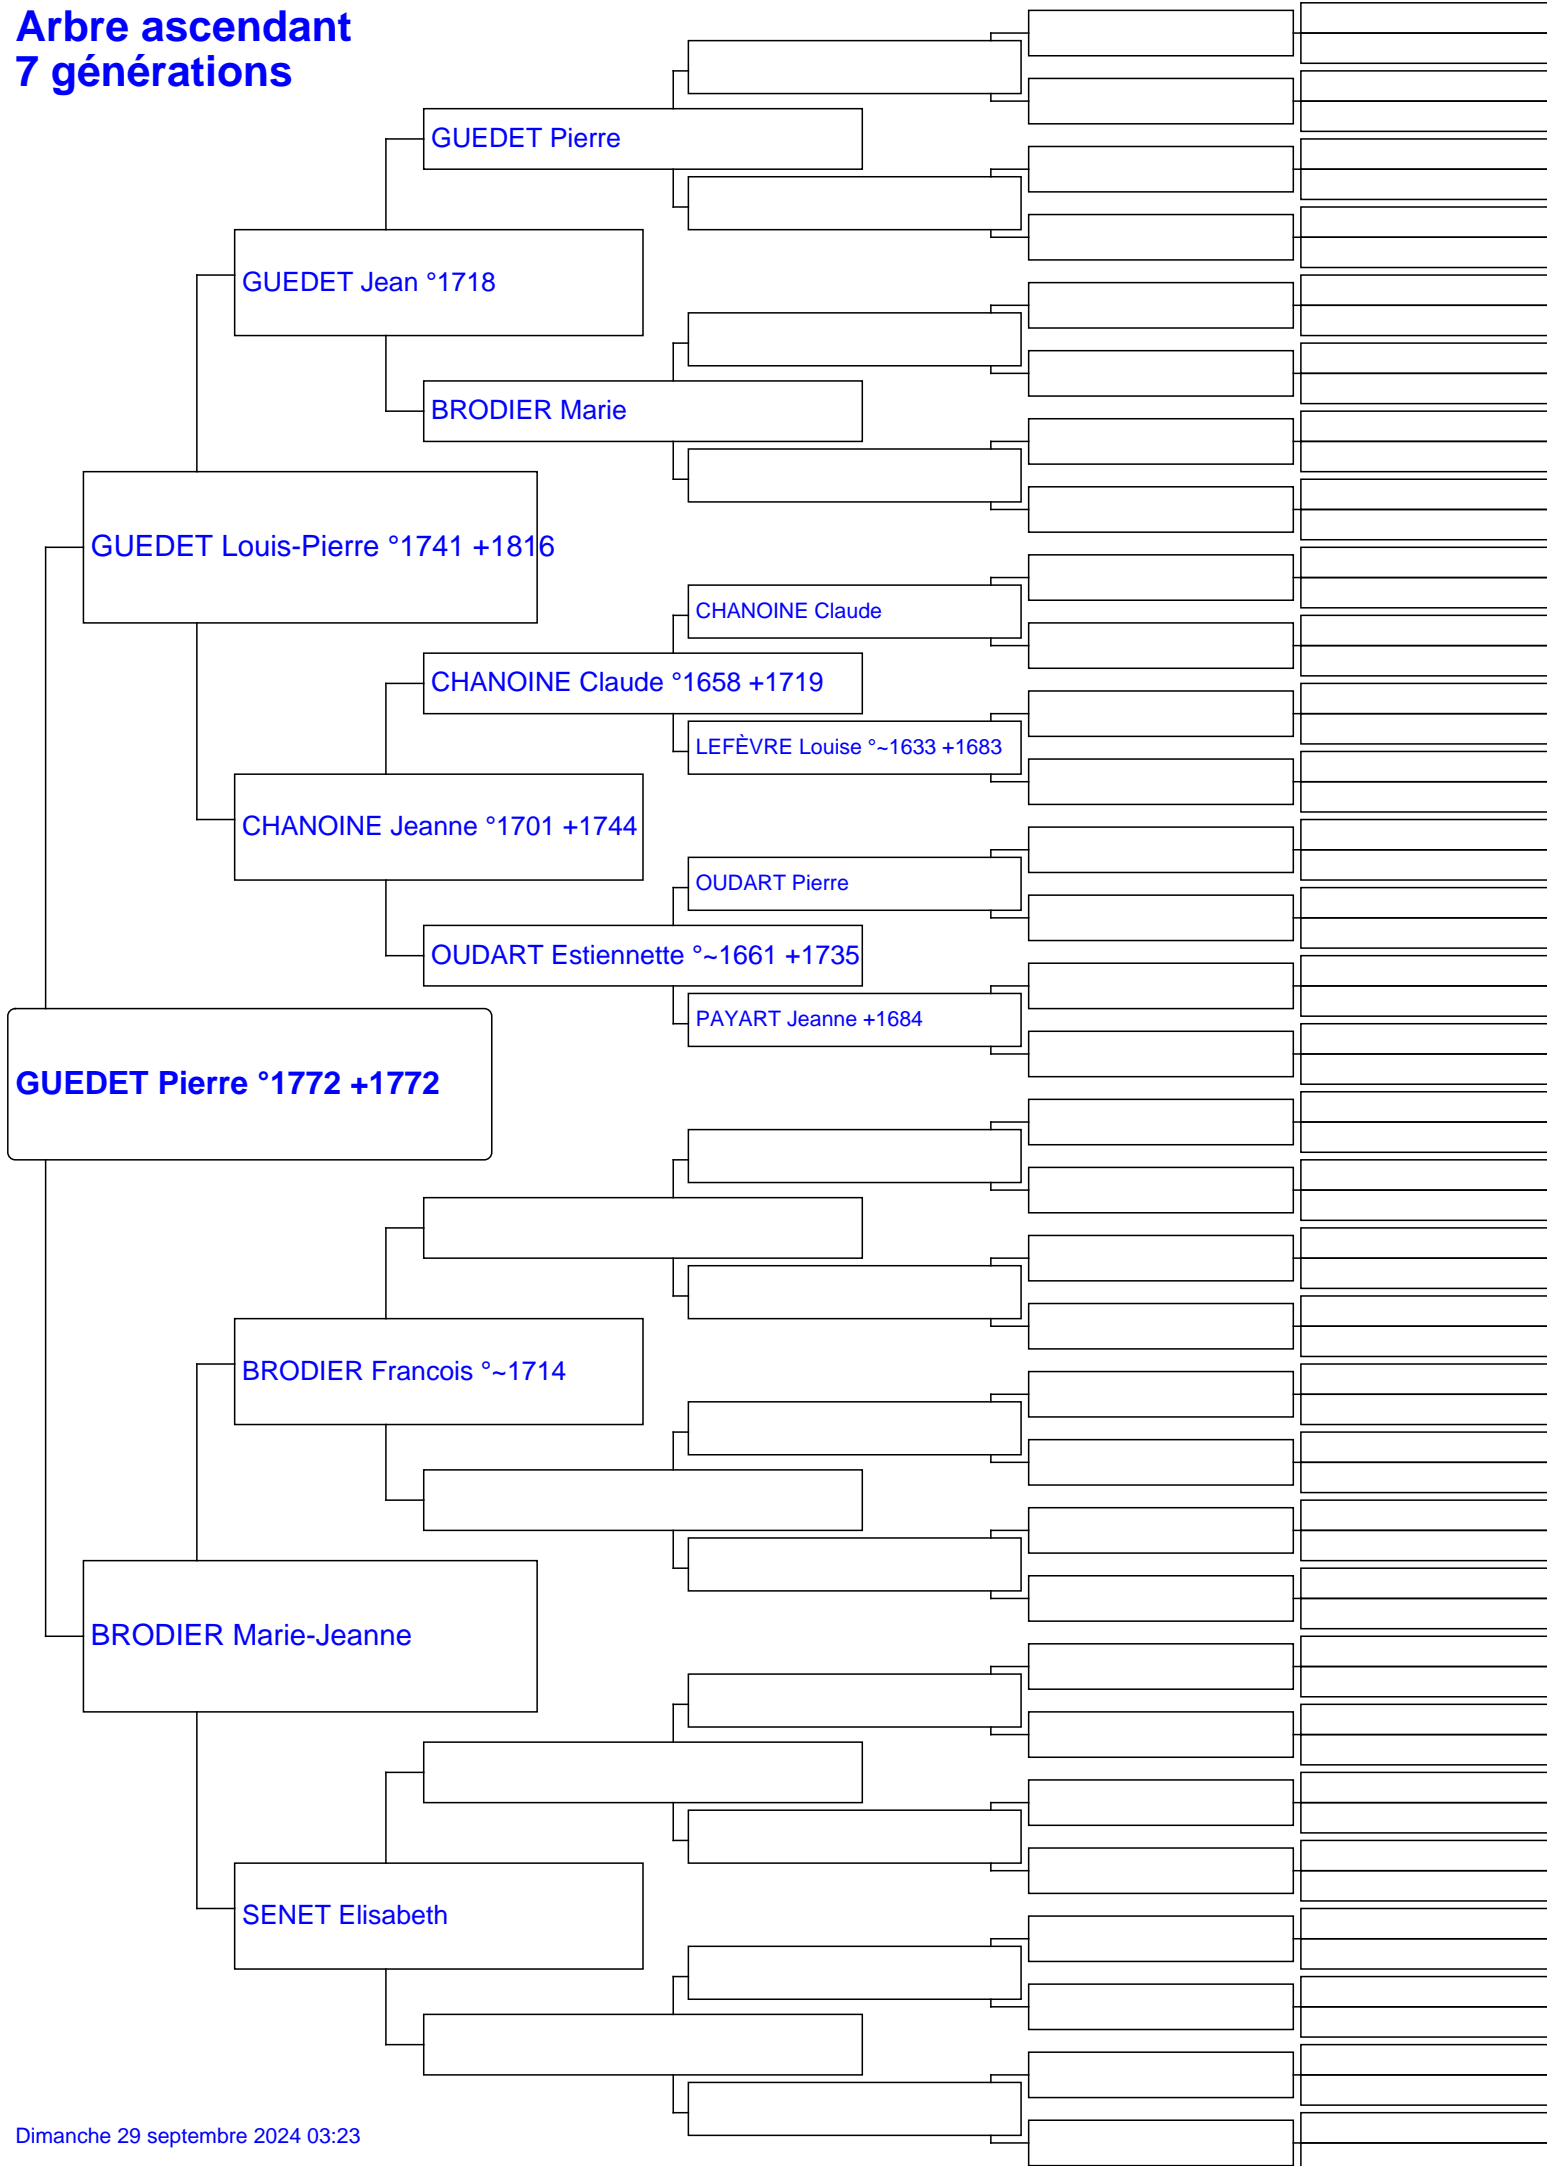 Arbre ascendant
7 générations
GUEDET Pierre
GUEDET Jean °1718
BRODIER Marie
GUEDET Louis-Pierre °1741 +1816
CHANOINE Claude
CHANOINE Claude °1658 +1719
LEFÈVRE Louise °~1633 +1683
CHANOINE Jeanne °1701 +1744
OUDART Pierre
OUDART Estiennette °~1661 +1735
PAYART Jeanne +1684
GUEDET Pierre °1772 +1772
BRODIER Francois °~1714
BRODIER Marie-Jeanne
SENET Elisabeth
Dimanche 29 septembre 2024 03:23